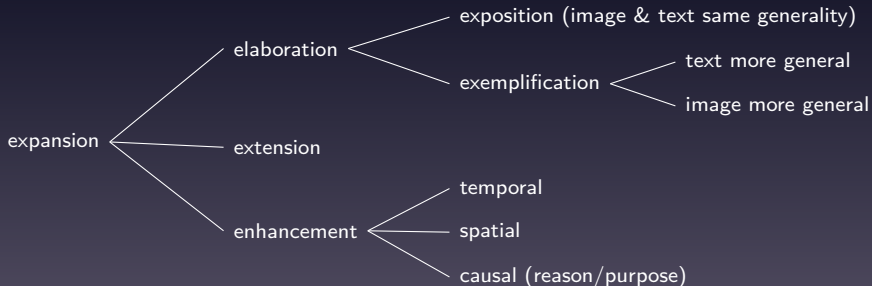 exposition (image & text same generality)
elaboration
text more general
exemplification
image more general
expansion
extension
temporal
enhancement
spatial
causal (reason/purpose)